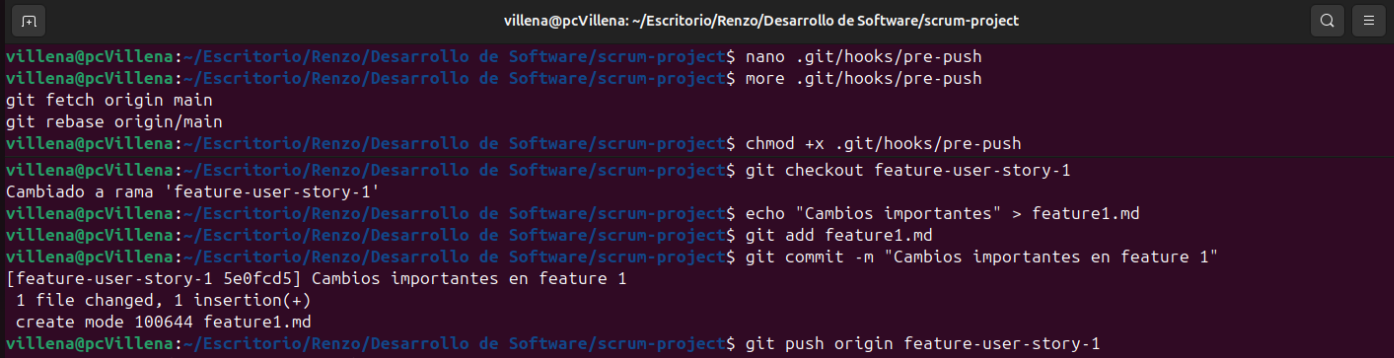 villena@pcVillena: ~/Escritorio/Renzo/Desarrollo de Software/scrum-project
villena@pcVillena:~/Escritorio/Renzo/Desarrollo de Software/scrum-project$ nano .git/hooks/pre-push
villena@pcVillena:~/Escritorio/Renzo/Desarrollo de Software/scrum-project$ more .git/hooks/pre-push
git fetch origin main
git rebase origin/main
villena@pcVillena:~/Escritorio/Renzo/Desarrollo de Software/scrum-project$ chmod +x .git/hooks/pre-push
villena@pcVillena:~/Escritorio/Renzo/Desarrollo de Software/scrum-project$ git checkout feature-user-story-1
Cambiado a rama 'feature-user-story-1'
villena@pcVillena:~/Escritorio/Renzo/Desarrollo de Software/scrum-project$ echo "Cambios importantes" > feature1.md
villena@pcVillena:~/Escritorio/Renzo/Desarrollo de Software/scrum-project$ git add feature1.md
villena@pcVillena:~/Escritorio/Renzo/Desarrollo de Software/scrum-project$ git commit -m "Cambios importantes en feature 1"
[feature-user-story-1 5e0fcd5] Cambios importantes en feature 1
 1 file changed, 1 insertion(+)
 create mode 100644 feature1.md
villena@pcVillena:~/Escritorio/Renzo/Desarrollo de Software/scrum-project$ git push origin feature-user-story-1